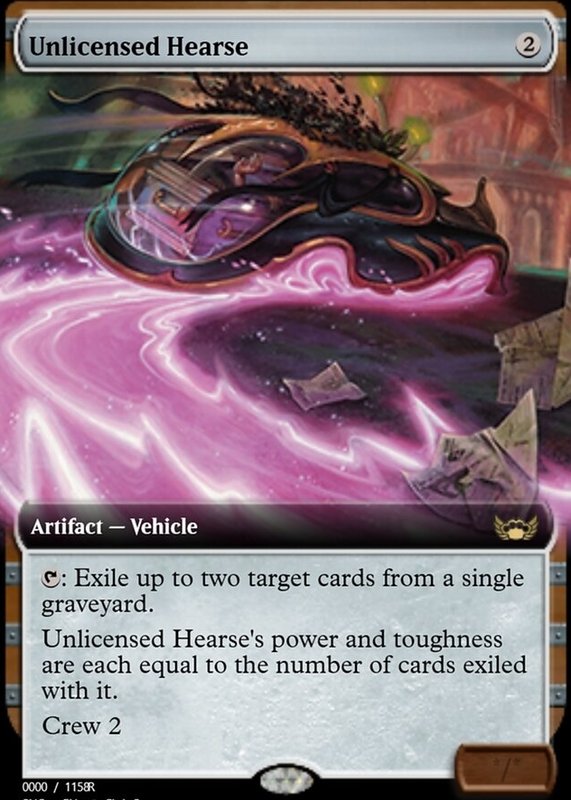 Unlicensed Hearse 2
Artifact — Vehicle
: Exile up to two target cards from a single
graveyard.
Unlicensed Hearse's power and toughness
are each equal to the number of cards exiled
with it.
Crew 2
*/*
0000 / 1158R